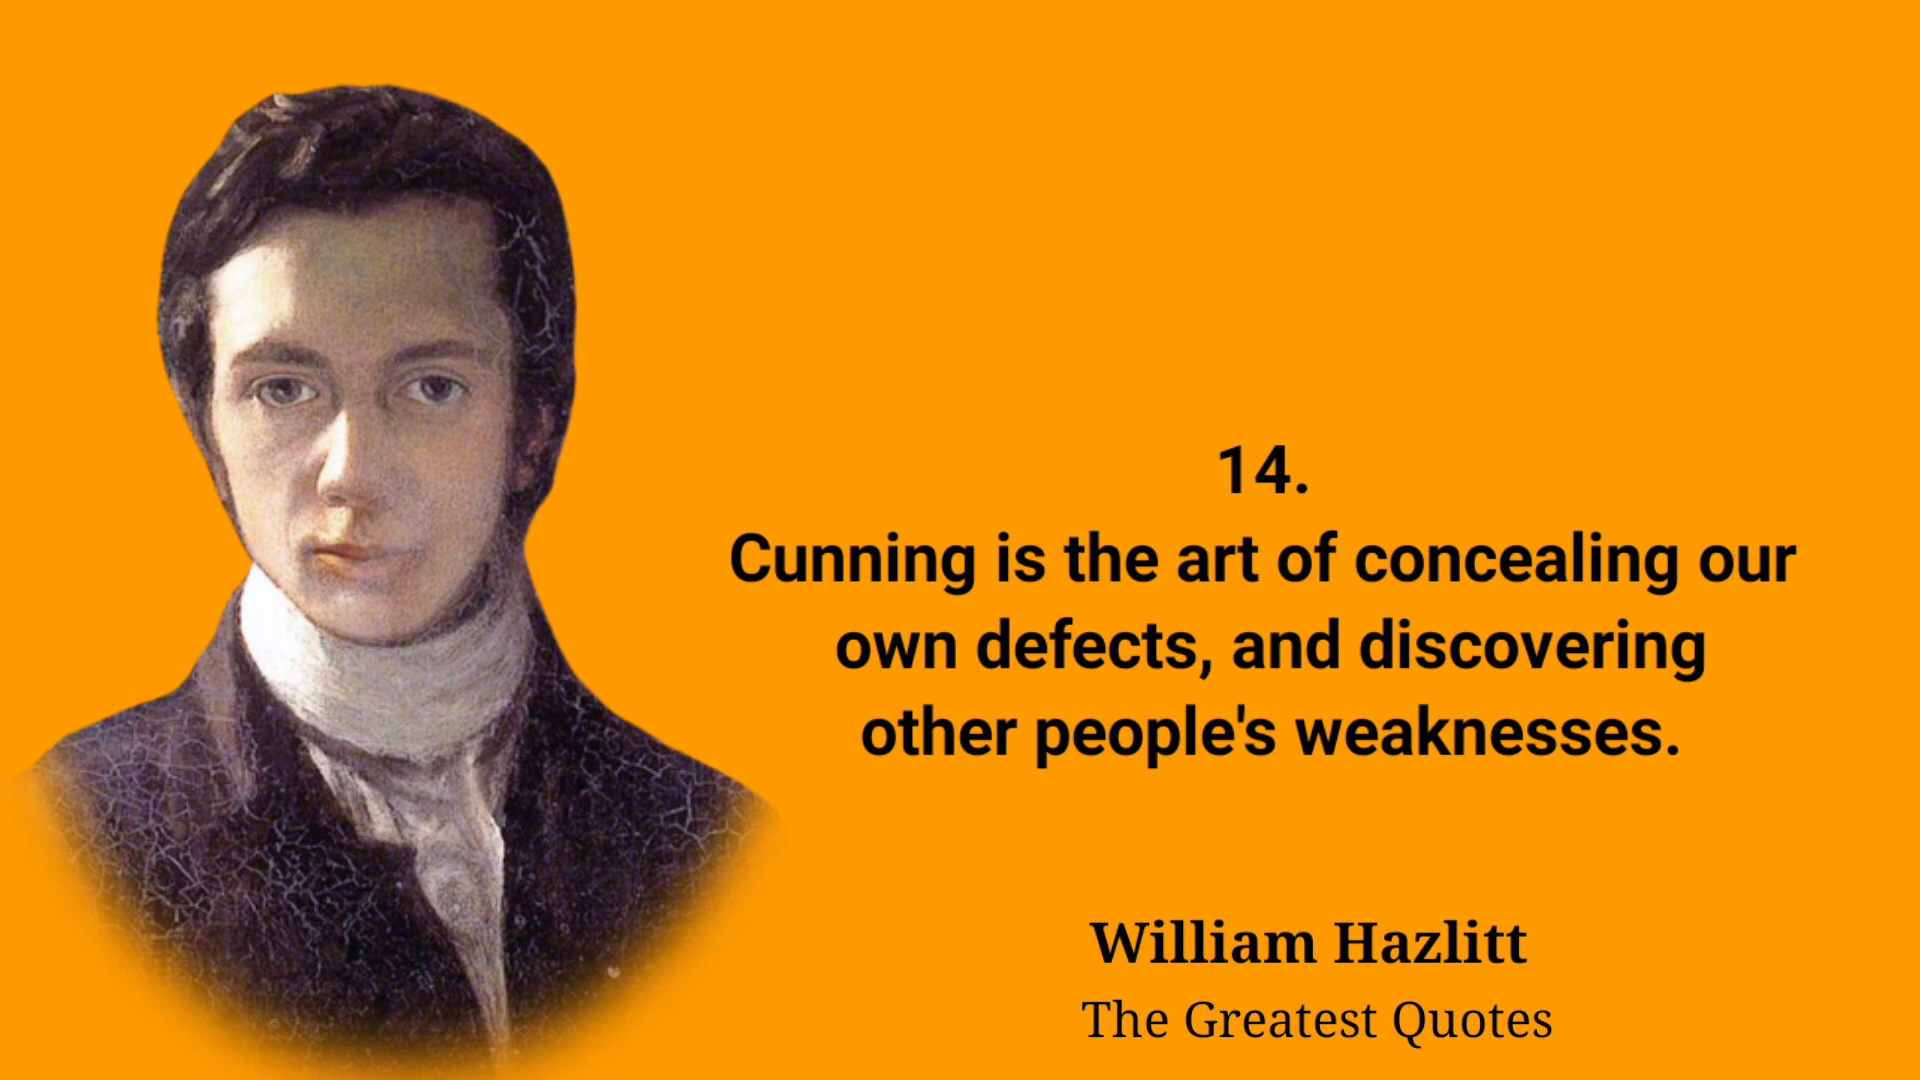 14.
Cunning is the art of concealing our
own defects, and discovering
other people's weaknesses.
William Hazlitt
The Greatest Quotes